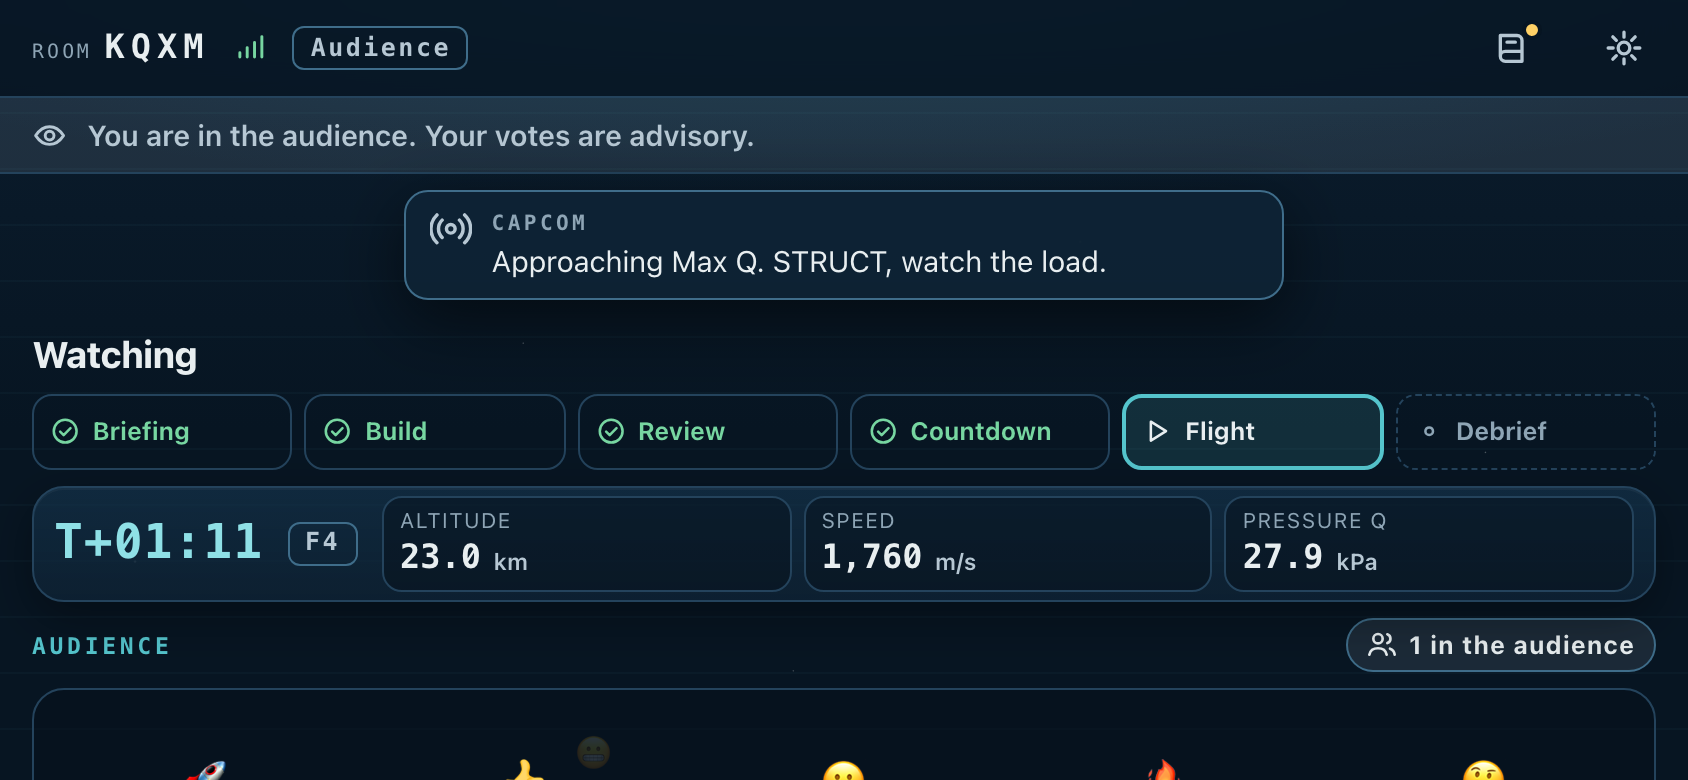 ROOM KQXM Audience
You are in the audience. Your votes are advisory.
CAPCOM
Approaching Max Q. STRUCT, watch the load.
Watching
Briefing Build Review Countdown Flight Debrief
T+01:11 F4
ALTITUDE
23.0 km
SPEED
1,760 m/s
PRESSURE Q
27.9 kPa
AUDIENCE
1 in the audience